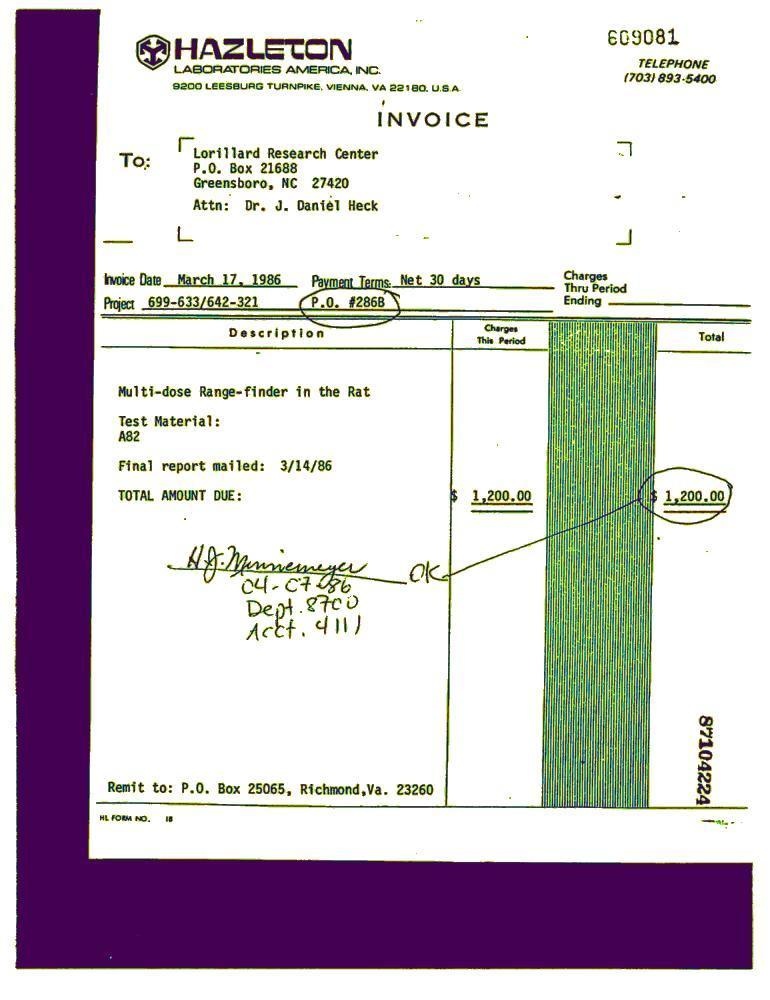 609081
HAZLETON
LABORATORIES AMERICA, INC.
9200 LEESBURG TURNPIKE, VIENNA, VA 22180, U.S.A.
TELEPHONE
(703) 893-5400
INVOICE
To:
Lorillard Research Center
P.O. Box 21688
Greensboro, NC 27420
Attn: Dr. J. Daniel Heck
Invoice Date March 17, 1986 Payment Terms: Net 30 days
Charges
Thru Period
Ending
Project 699-633/642-321 P.O. #286B
Description
Charges
This Period
Total
Multi-dose Range-finder in the Rat
Test Material:
A82
Final report mailed: 3/14/86
TOTAL AMOUNT DUE: $ 1,200.00 $ 1,200.00
H.J. Minnemeyer OK
04-07-86
Dept. 8700
Acct. 4111
87104224
Remit to: P.O. Box 25065, Richmond,Va. 23260
HL FORM NO. 18